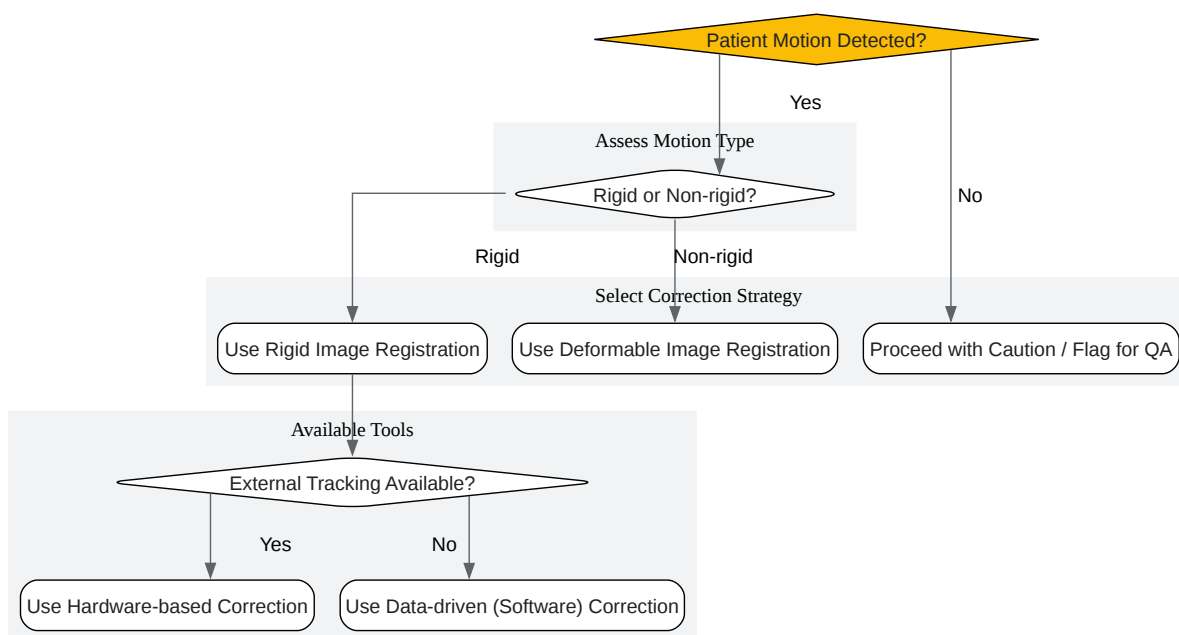 Patient Motion Detected?
Yes
Assess Motion Type
Rigid or Non-rigid?
No
Rigid
Non-rigid
Select Correction Strategy
Use Rigid Image Registration
Use Deformable Image Registration
Proceed with Caution / Flag for QA
Available Tools
External Tracking Available?
Yes
No
Use Hardware-based Correction
Use Data-driven (Software) Correction